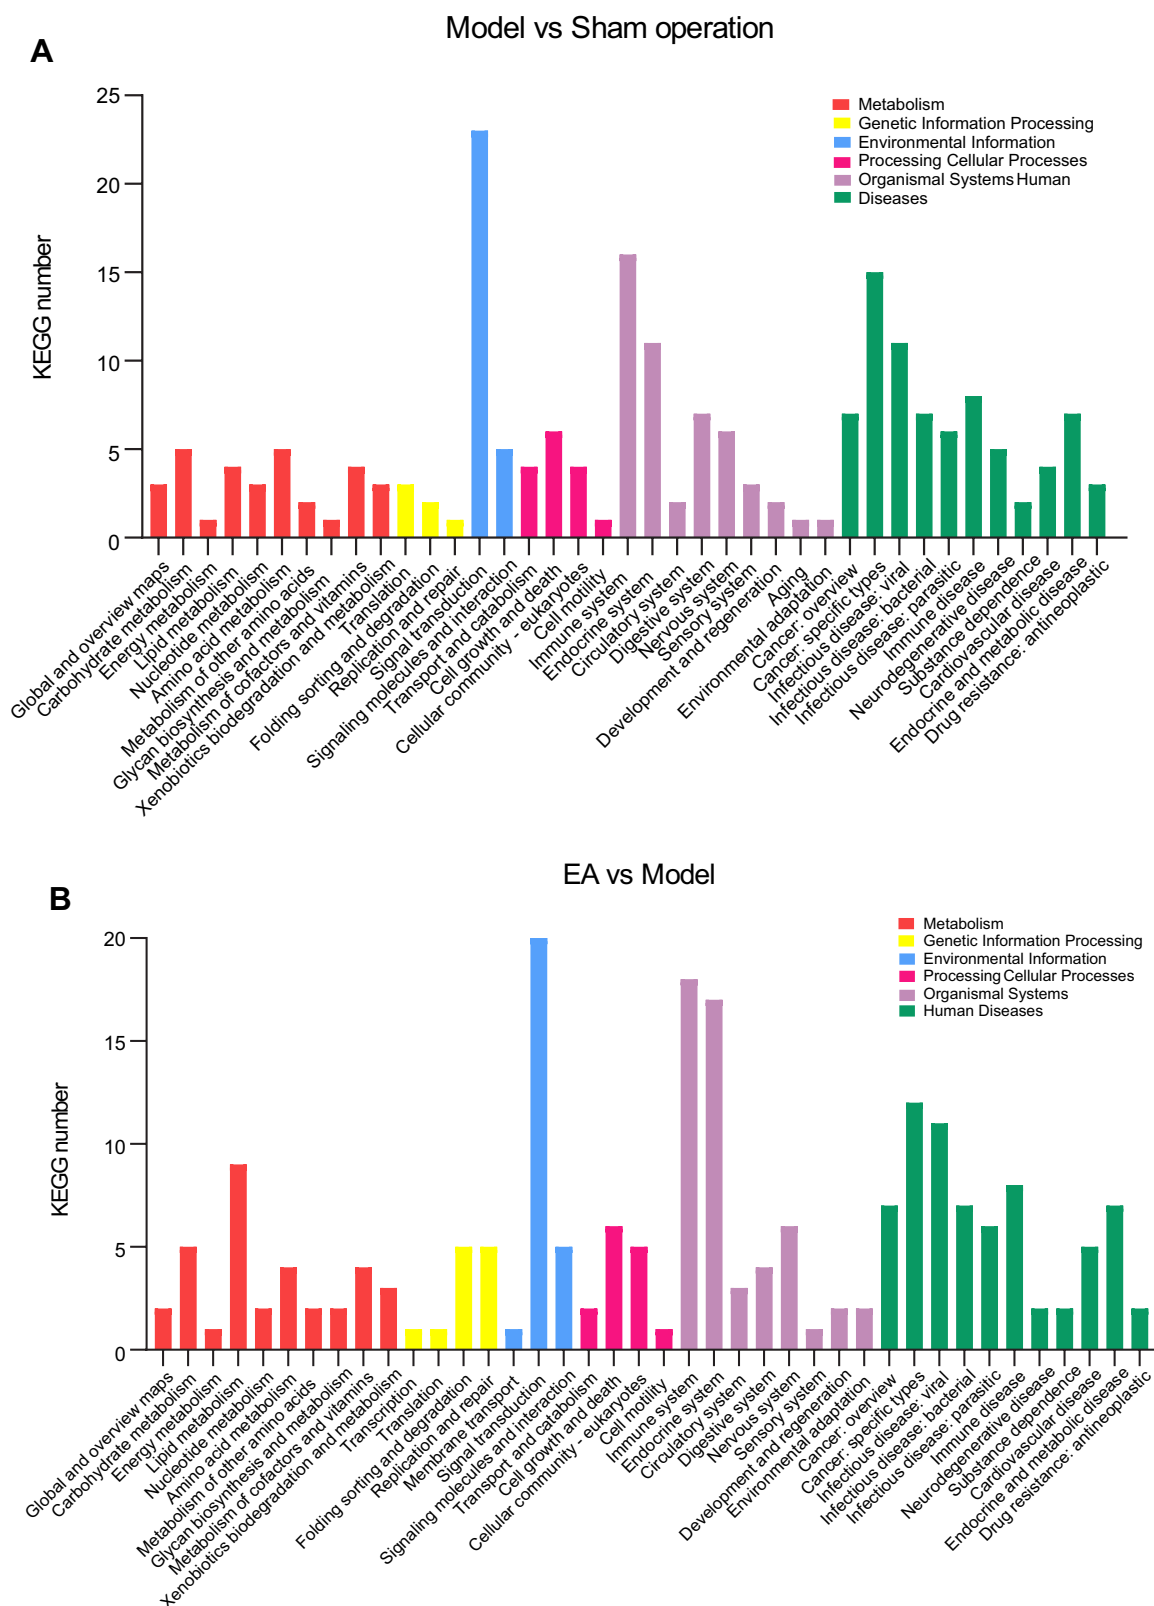 Model vs Sham operation
A
25
20
15
10
5
0
KEGG number
Metabolism
Genetic Information Processing
Environmental Information
Processing Cellular Processes
Organismal Systems Human
Diseases
Global and overview maps
Carbohydrate metabolism
Energy metabolism
Lipid metabolism
Nucleotide metabolism
Amino acid metabolism
Metabolism of other amino acids
Glycan biosynthesis and metabolism
Metabolism of cofactors and vitamins
Xenobiotics biodegradation and metabolism
Translation
Folding sorting and degradation
Replication and repair
Signal transduction
Signaling molecules and interaction
Transport and catabolism
Cell growth and death
Cellular community - eukaryotes
Cell motility
Immune system
Endocrine system
Circulatory system
Digestive system
Nervous system
Sensory system
Development and regeneration
Aging
Environmental adaptation
Cancer: overview
Cancer: specific types
Infectious disease: viral
Infectious disease: bacterial
Infectious disease: parasitic
Immune disease
Neurodegenerative disease
Substance dependence
Cardiovascular disease
Endocrine and metabolic disease
Drug resistance: antineoplastic
EA vs Model
B
20
15
10
5
0
KEGG number
Metabolism
Genetic Information Processing
Environmental Information
Processing Cellular Processes
Organismal Systems
Human Diseases
Global and overview maps
Carbohydrate metabolism
Energy metabolism
Lipid metabolism
Nucleotide metabolism
Amino acid metabolism
Metabolism of other amino acids
Glycan biosynthesis and metabolism
Metabolism of cofactors and vitamins
Xenobiotics biodegradation and metabolism
Transcription
Translation
Folding sorting and degradation
Replication and repair
Membrane transport
Signal transduction
Signaling molecules and interaction
Transport and catabolism
Cell growth and death
Cellular community - eukaryotes
Cell motility
Immune system
Endocrine system
Circulatory system
Digestive system
Nervous system
Sensory system
Development and regeneration
Environmental adaptation
Cancer: overview
Cancer: specific types
Infectious disease: viral
Infectious disease: bacterial
Infectious disease: parasitic
Immune disease
Neurodegenerative disease
Substance dependence
Cardiovascular disease
Endocrine and metabolic disease
Drug resistance: antineoplastic